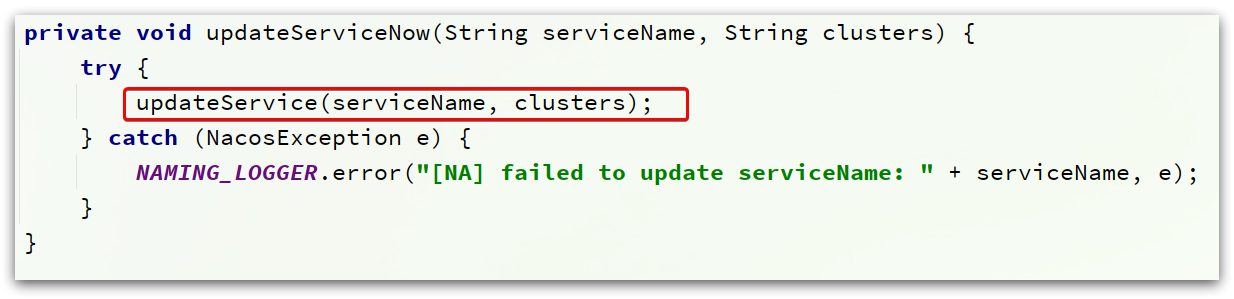 private void updateServiceNow(String serviceName, String clusters) {
    try {
        updateService(serviceName, clusters);
    } catch (NacosException e) {
        NAMING_LOGGER.error("[NA] failed to update serviceName: " + serviceName, e);
    }
}